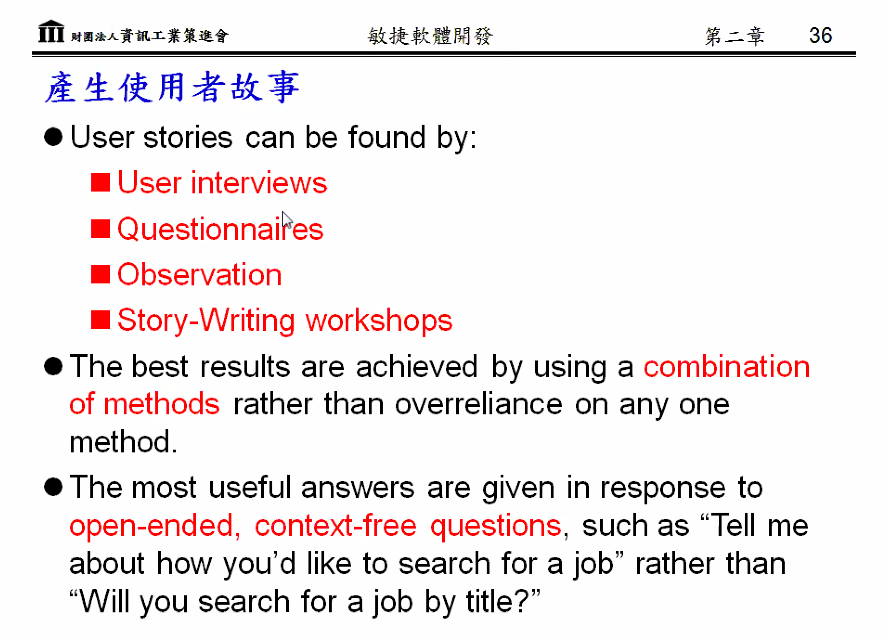 財團法人資訊工業策進會 敏捷軟體開發 第二章 36
產生使用者故事
● User stories can be found by:
■ User interviews
■ Questionnaires
■ Observation
■ Story-Writing workshops
● The best results are achieved by using a combination
of methods rather than overreliance on any one
method.
● The most useful answers are given in response to
open-ended, context-free questions, such as “Tell me
about how you’d like to search for a job” rather than
“Will you search for a job by title?”